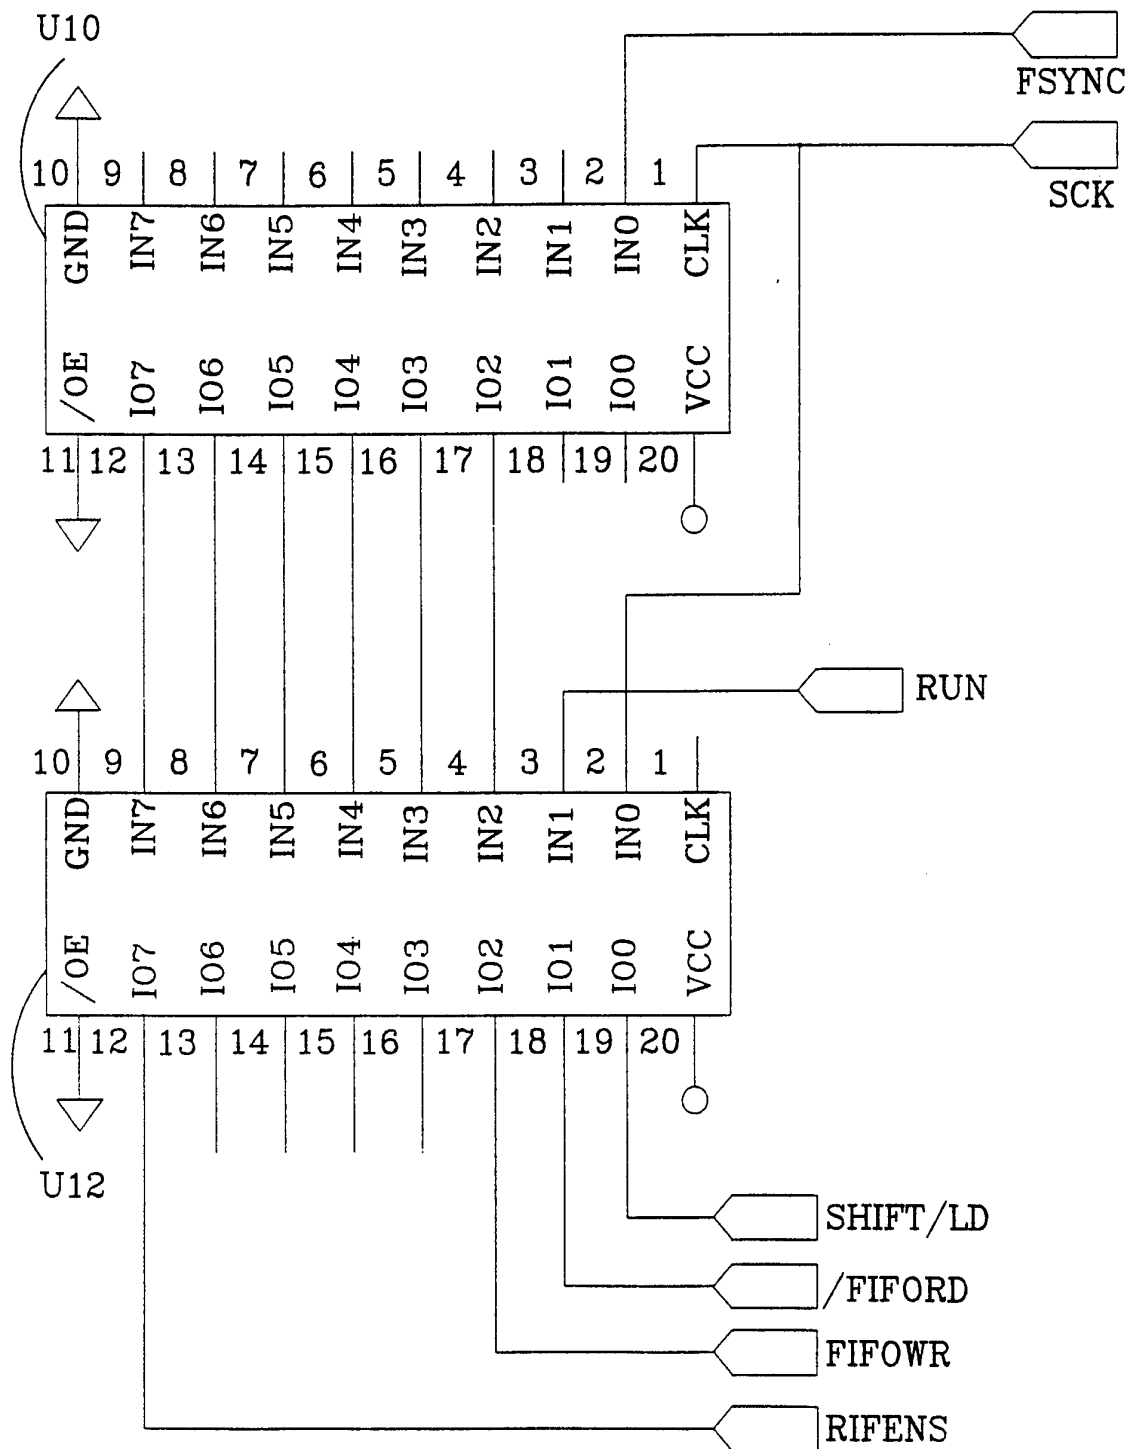 U10
FSYNC
SCK
10 9 8 7 6 5 4 3 2 1
GND IN7 IN6 IN5 IN4 IN3 IN2 IN1 IN0 CLK
/OE IO7 IO6 IO5 IO4 IO3 IO2 IO1 IO0 VCC
11 12 13 14 15 16 17 18 19 20
RUN
10 9 8 7 6 5 4 3 2 1
GND IN7 IN6 IN5 IN4 IN3 IN2 IN1 IN0 CLK
/OE IO7 IO6 IO5 IO4 IO3 IO2 IO1 IO0 VCC
11 12 13 14 15 16 17 18 19 20
U12
SHIFT/LD
/FIFORD
FIFOWR
RIFENS